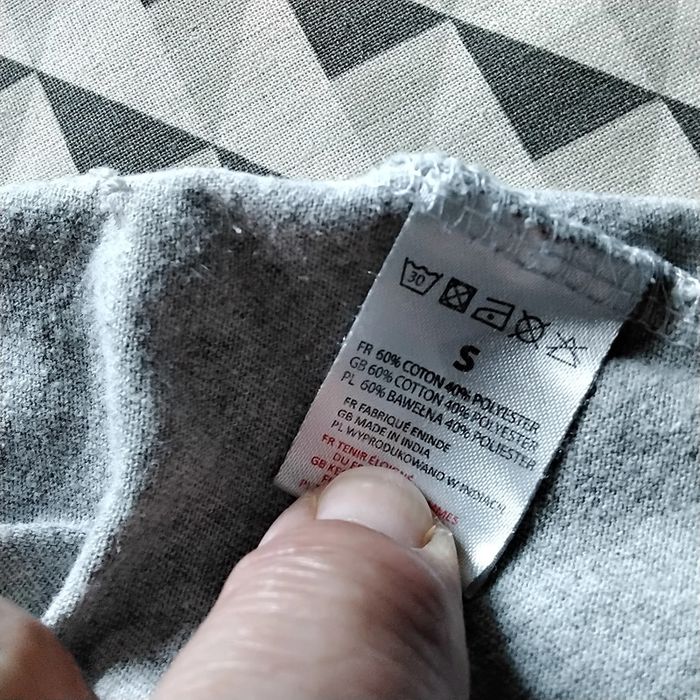 30
S
FR 60% COTON 40% POLYESTER
GB 60% COTTON 40% POLYESTER
PL 60% BAWEŁNA 40% POLIESTER
FR FABRIQUÉ EN INDE
GB MADE IN INDIA
PL WYPRODUKOWANO W INDIACH
FR TENIR ÉLOIGNÉ
DU
GB